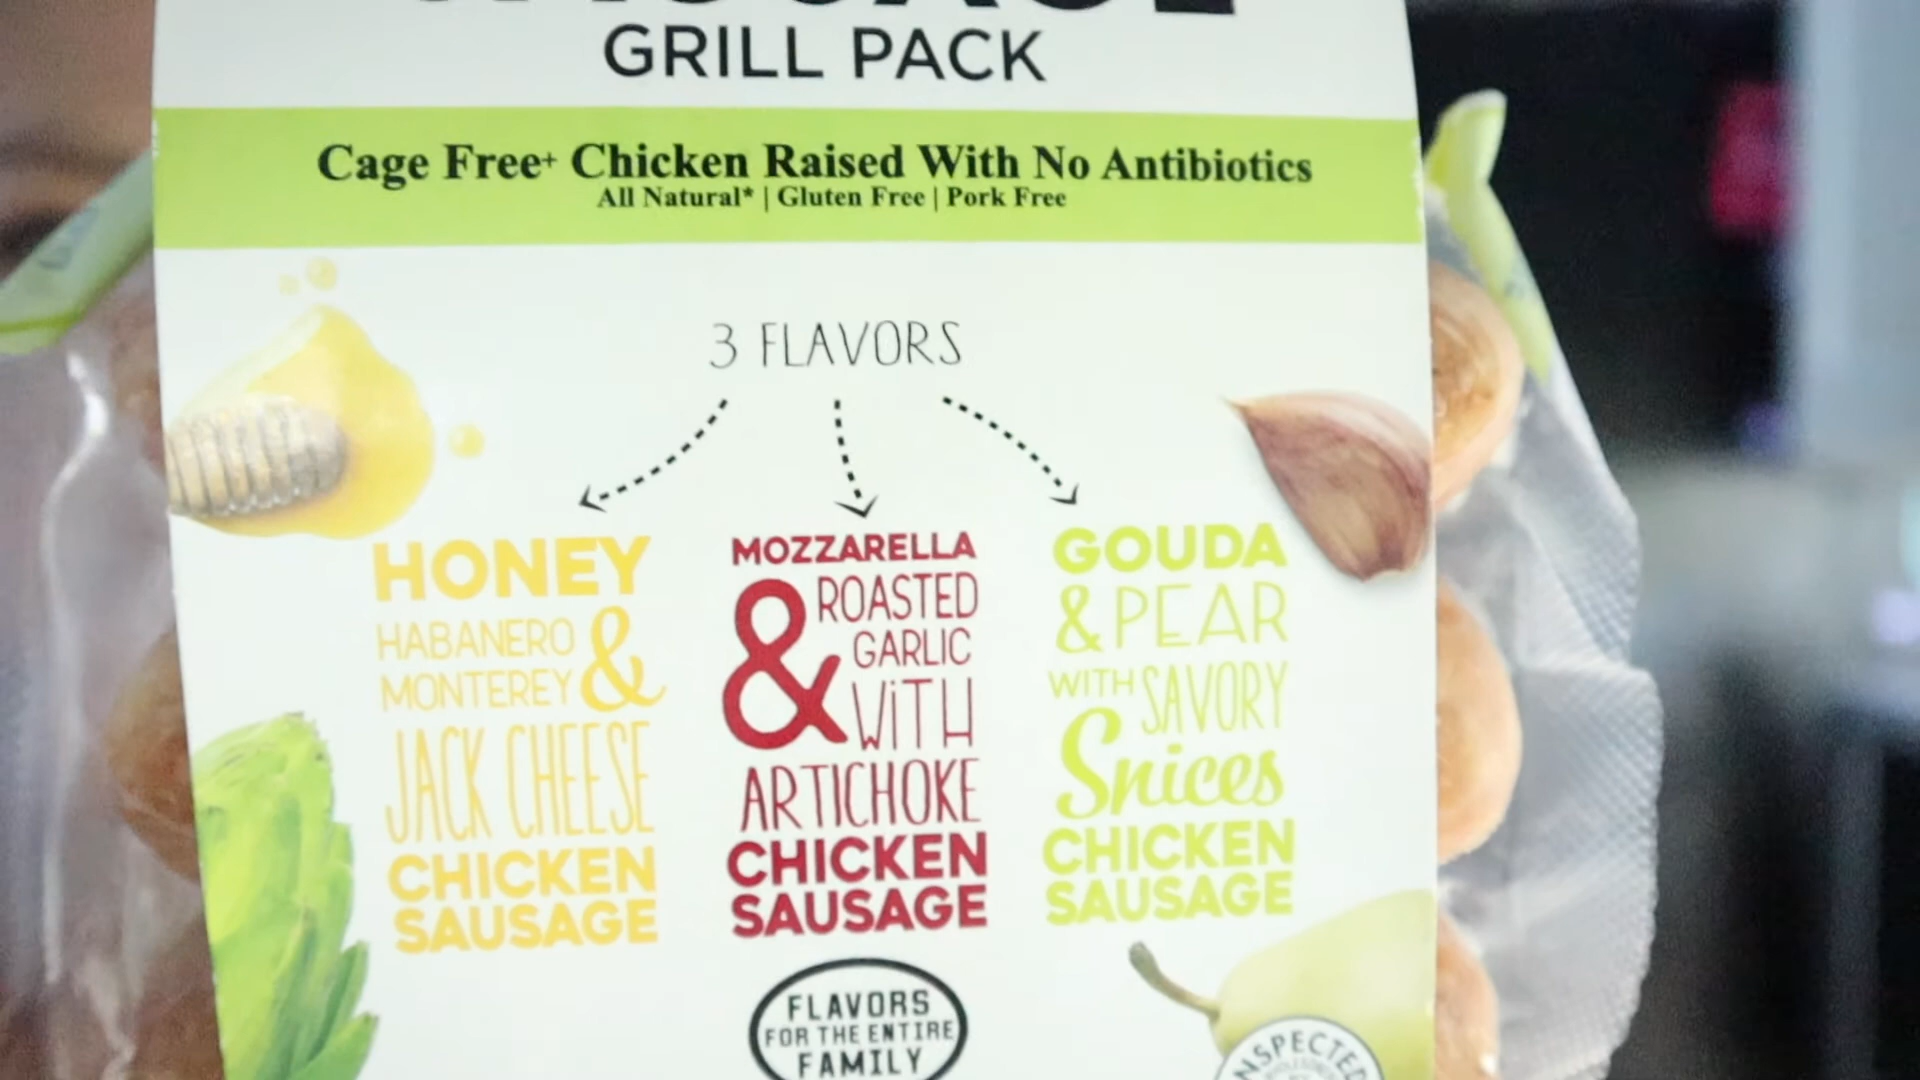 GRILL PACK
Cage Free+ Chicken Raised With No Antibiotics
All Natural* | Gluten Free | Pork Free
3 FLAVORS
HONEY
HABANERO
MONTEREY &
JACK CHEESE
CHICKEN
SAUSAGE
MOZZARELLA
& ROASTED
GARLIC
WiTH
ARTICHOKE
CHICKEN
SAUSAGE
GOUDA
& PEAR
WITH SAVORY
Spices
CHICKEN
SAUSAGE
FLAVORS
FOR THE ENTIRE
FAMILY